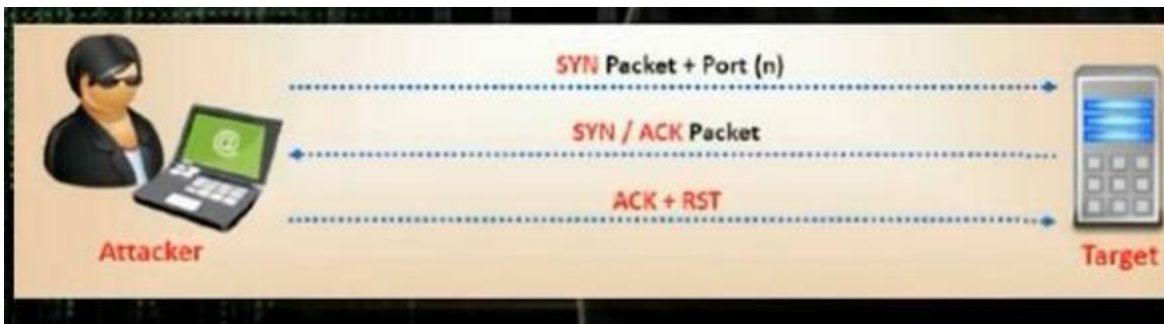 SYN Packet + Port (n)
SYN / ACK Packet
ACK + RST
Attacker
Target